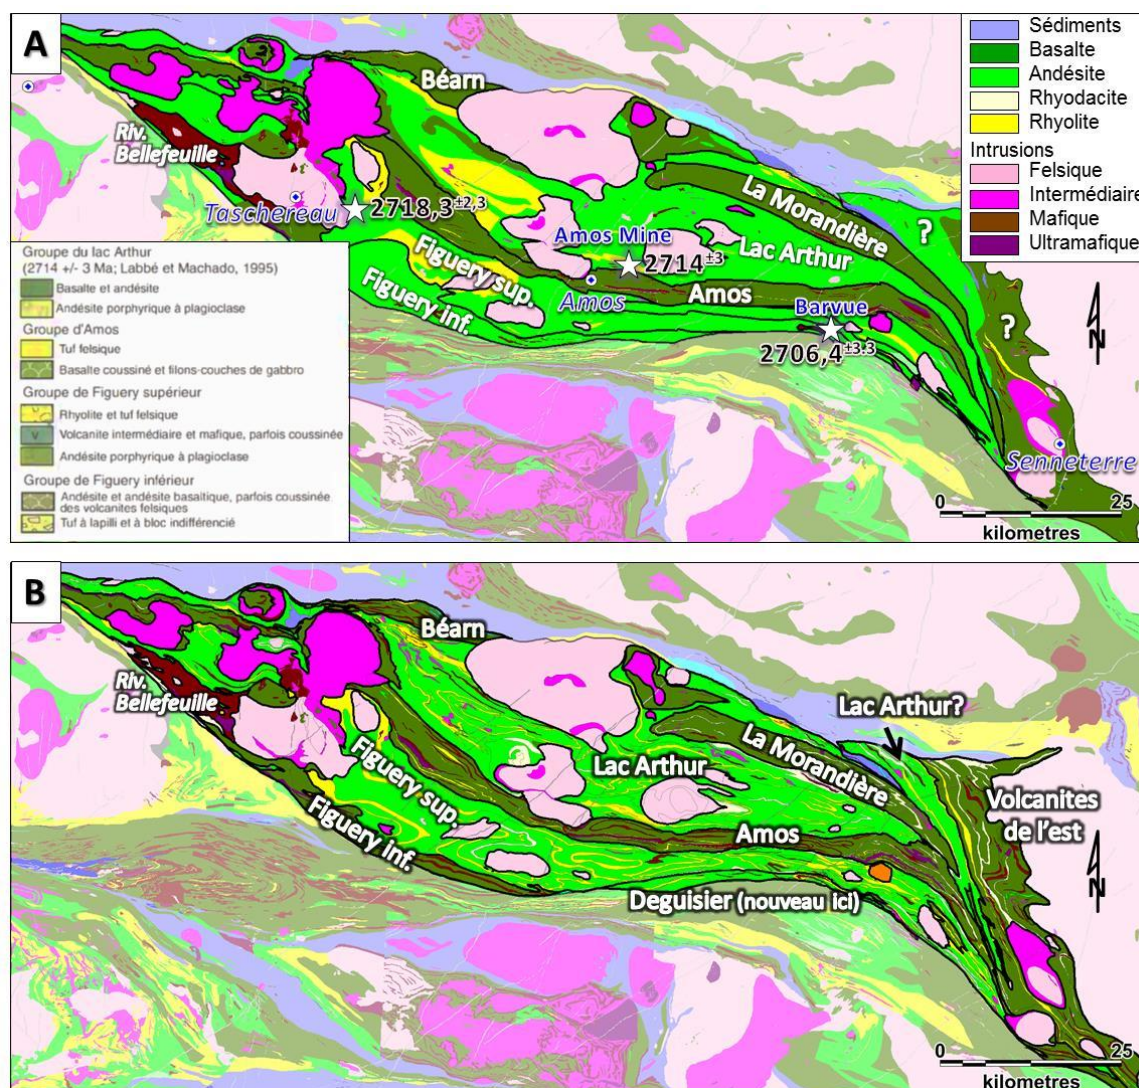 A
Sédiments
Basalte
Andésite
Rhyodacite
Rhyolite
Intrusions
Felsique
Intermédiaire
Mafique
Ultramafique
Béarn
Riv.
Bellefeuille
Taschereau
2718,3±2,3
La Morandière
?
Amos Mine
2714±3
Lac Arthur
Figuery sup.
Figuery inf.
Amos
Amos
Barvue
2706,4±3.3
?
N
Senneterre
0 25
kilometres
Groupe du lac Arthur
(2714 +/- 3 Ma; Labbé et Machado, 1995)
Basalte et andésite
Andésite porphyrique à plagioclase
Groupe d'Amos
Tuf felsique
Basalte coussiné et filons-couches de gabbro
Groupe de Figuery supérieur
Rhyolite et tuf felsique
v
Volcanite intermédiaire et mafique, parfois coussinée
Andésite porphyrique à plagioclase
Groupe de Figuery inférieur
Andésite et andésite basaltique, parfois coussinée
des volcanites felsiques
Tuf à lapilli et à bloc indifférencié
B
Béarn
Riv.
Bellefeuille
Lac Arthur?
La Morandière
Lac Arthur
Figuery sup.
Figuery inf.
Volcanites
de l'est
Amos
Deguisier (nouveau ici)
N
0 25
kilometres